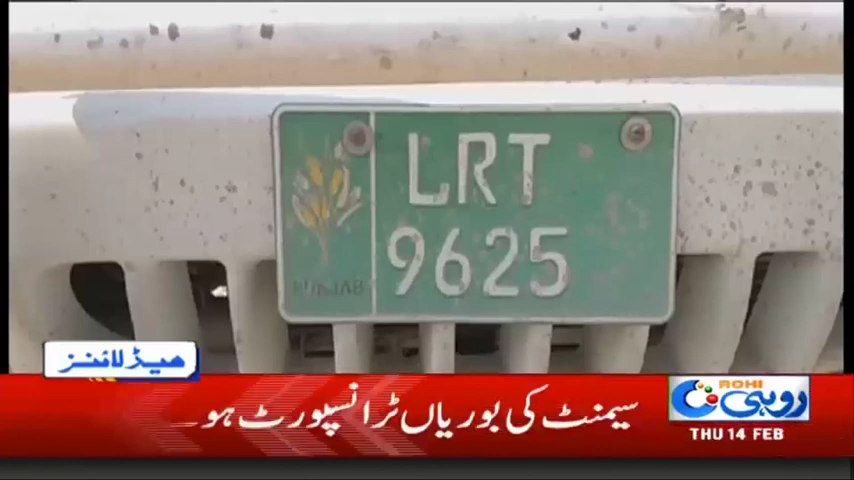 LRT
9625
PUNJAB
ہیڈ لائنز
سیمنٹ کی بوریاں ٹرانسپورٹ ہو
ROHI
روہی
THU 14 FEB